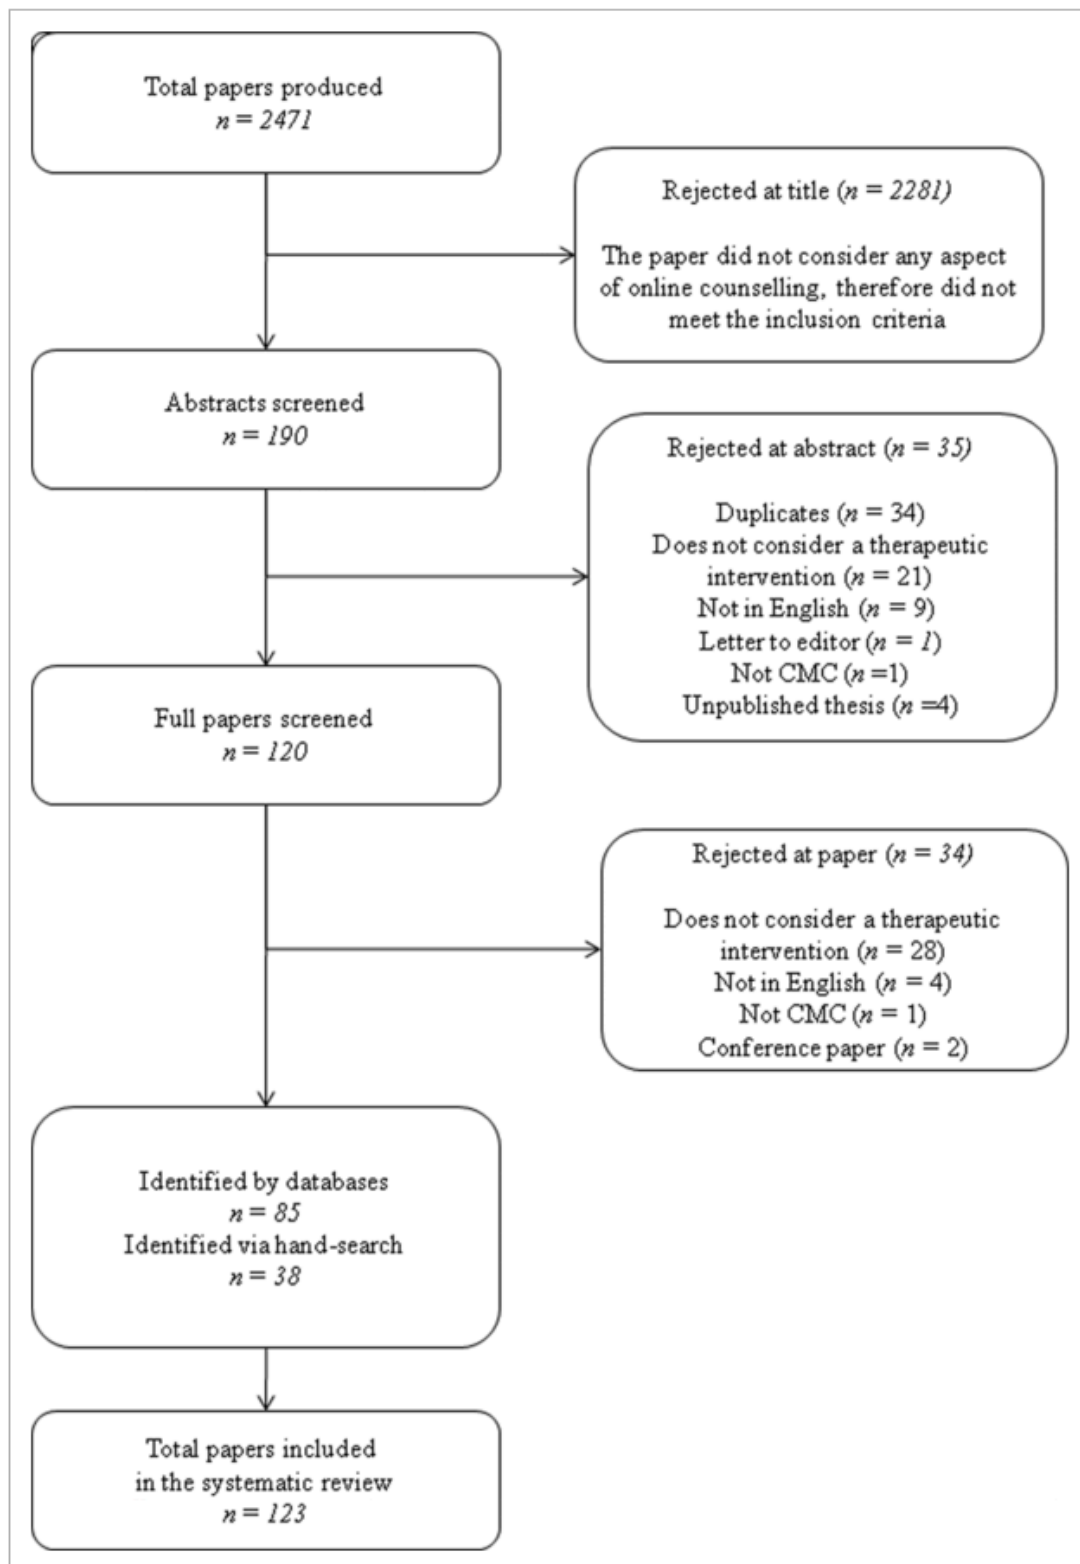 Total papers produced
n = 2471
Rejected at title (n = 2281)
The paper did not consider any aspect
of online counselling, therefore did not
meet the inclusion criteria
Abstracts screened
n = 190
Rejected at abstract (n = 35)
Duplicates (n = 34)
Does not consider a therapeutic
intervention (n = 21)
Not in English (n = 9)
Letter to editor (n = 1)
Not CMC (n =1)
Unpublished thesis (n =4)
Full papers screened
n = 120
Rejected at paper (n = 34)
Does not consider a therapeutic
intervention (n = 28)
Not in English (n = 4)
Not CMC (n = 1)
Conference paper (n = 2)
Identified by databases
n = 85
Identified via hand-search
n = 38
Total papers included
in the systematic review
n = 123